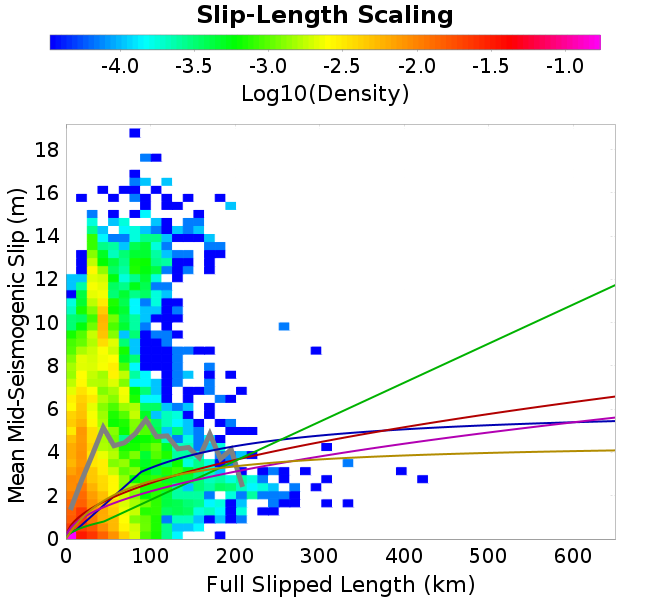 Slip-Length Scaling
-4.0 -3.5 -3.0 -2.5 -2.0 -1.5 -1.0
Log10(Density)
18
16
14
12
10
8
6
4
2
0
Mean Mid-Seismogenic Slip (m)
0 100 200 300 400 500 600
Full Slipped Length (km)